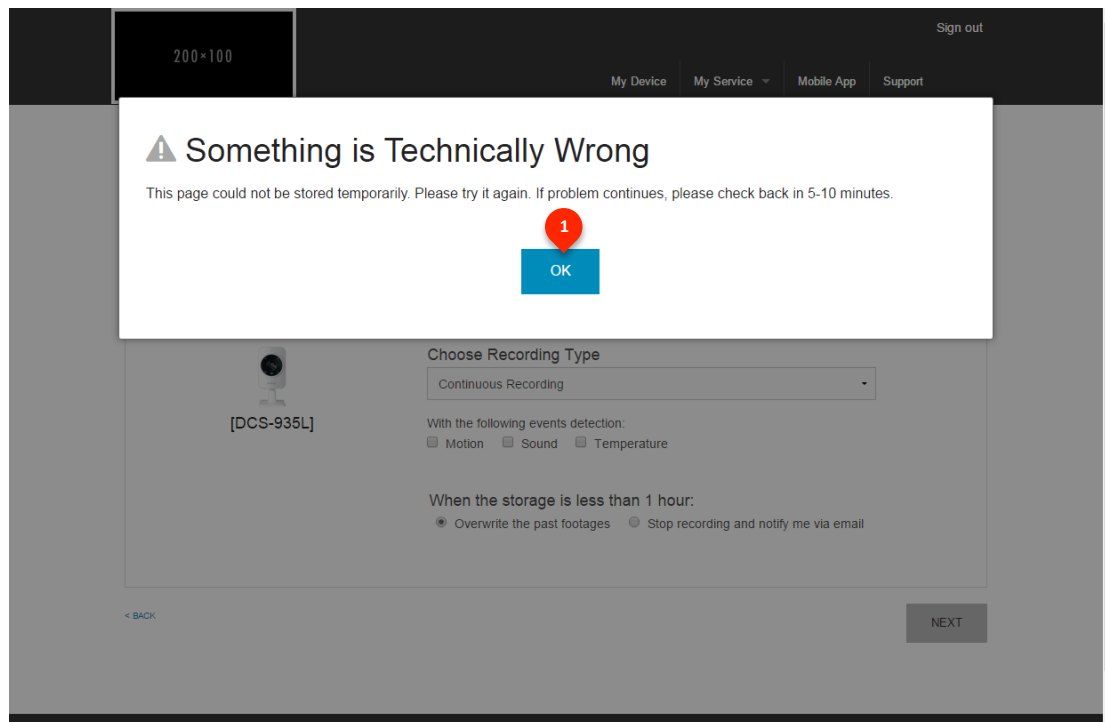 Sign out
200×100
My Device My Service Mobile App Support
Something is Technically Wrong
This page could not be stored temporarily. Please try it again. If problem continues, please check back in 5-10 minutes.
1
OK
Choose Recording Type
Continuous Recording
[DCS-935L]
With the following events detection:
Motion Sound Temperature
When the storage is less than 1 hour:
Overwrite the past footages Stop recording and notify me via email
< BACK
NEXT